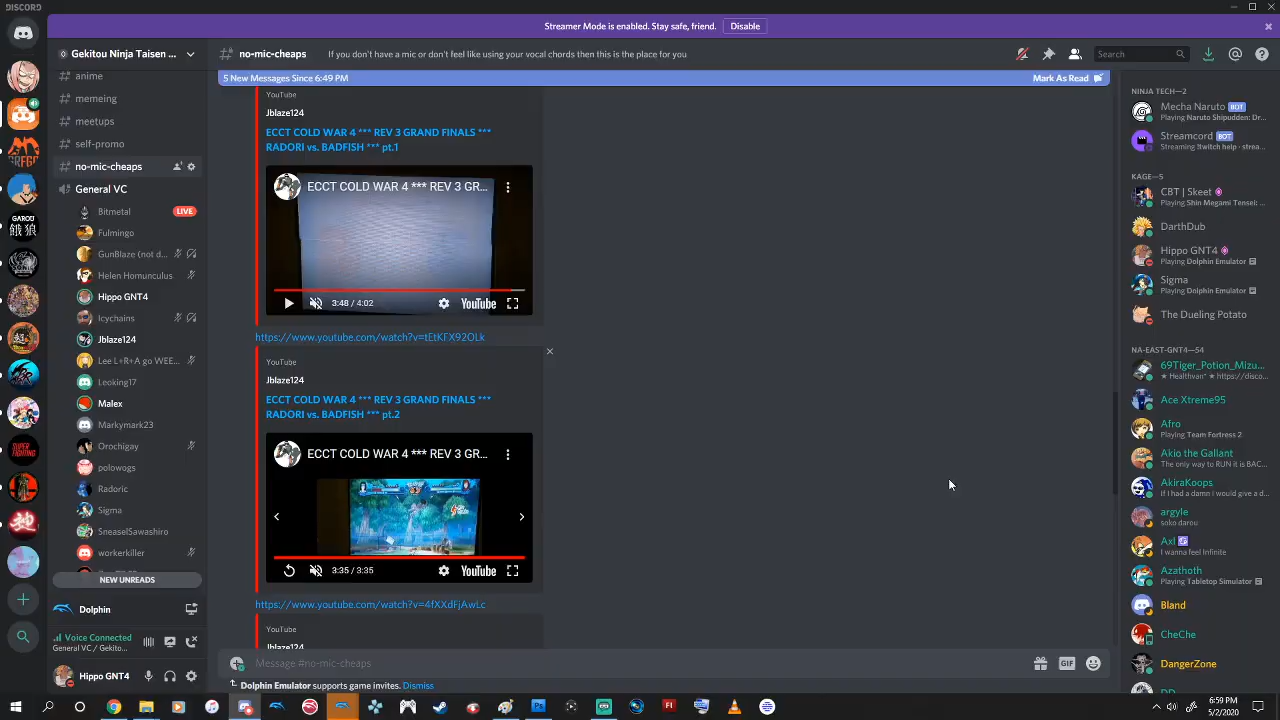 DISCORD
Streamer Mode is enabled. Stay safe, friend.
Disable
Gekitou Ninja Taisen ...
anime
memeing
meetups
self-promo
no-mic-caps
General VC
Bitmetal
LIVE
Fulmingo
GunBlaze (not d...
Helen Homunculus
Hippo GNT4
Icychains
Jblaze124
Lee L+R+A go WEE...
Leoking17
Malex
Markymark23
Orochigay
polowogs
Radoric
Sigma
SneaselSawashiro
workerkiller
NEW UNREADS
Dolphin
Voice Connected
General VC / Gekito...
Hippo GNT4
no-mic-cheaps
If you don't have a mic or don't feel like using your vocal chords then this is the place for you
Search
5 New Messages Since 6:49 PM
Mark As Read
YouTube
Jblaze124
ECCT COLD WAR 4 *** REV 3 GRAND FINALS ***
RADORI vs. BADFISH *** pt.1
ECCT COLD WAR 4 *** REV 3 GR...
3:48 / 4:02
YouTube
https://www.youtube.com/watch?v=tEtKFX92OLk
YouTube
Jblaze124
ECCT COLD WAR 4 *** REV 3 GRAND FINALS ***
RADORI vs. BADFISH *** pt.2
ECCT COLD WAR 4 *** REV 3 GR...
3:35 / 3:35
YouTube
https://www.youtube.com/watch?v=4fXXdFjAwLc
YouTube
Jblaze124
Message #no-mic-cheaps
GIF
Dolphin Emulator supports game invites. Dismiss
NINJA TECH—2
Mecha Naruto BOT
Playing Naruto Shipuden: Dr...
Streamcord BOT
Streaming !twitch help · strea...
KAGE—5
CBT | Skeet
Playing Shin Megami Tensei: ...
DarthDub
Hippo GNT4
Playing Dolphin Emulator
Sigma
Playing Dolphin Emulator
The Dueling Potato
NA-EAST-GNT4—54
69Tiger_Potion_Mizu...
★ Healthvan* ★ https://disco...
Ace Xtreme95
Afro
Playing Team Fortress 2
Akio the Gallant
The only way to RUN it is BAC...
AkiraKoops
If I had a damn I would give a d...
argyle
soko darou
Axl
I wanna feel Infinite
Azathoth
Playing Tabletop Simulator
Bland
CheChe
DangerZone
6:59 PM
5/2/2020